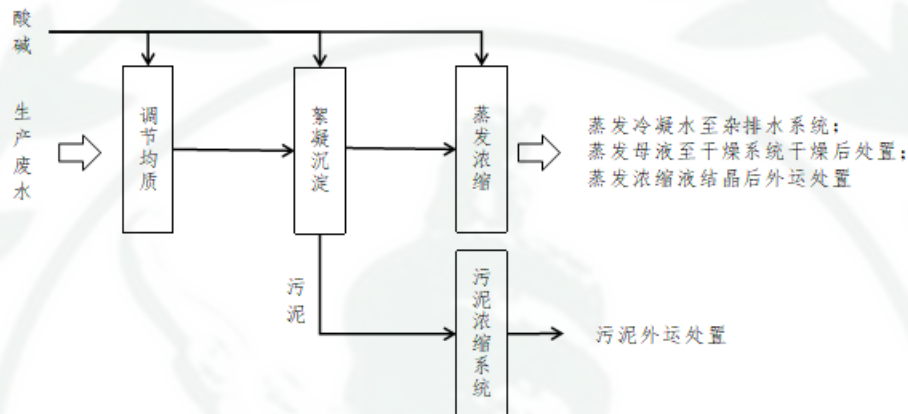 酸碱
生产废水
调节均质
絮凝沉淀
蒸发浓缩
蒸发冷凝水至杂排水系统；
蒸发母液至干燥系统干燥后处置；
蒸发浓缩液结晶后外运处置
污泥
污泥浓缩系统
污泥外运处置